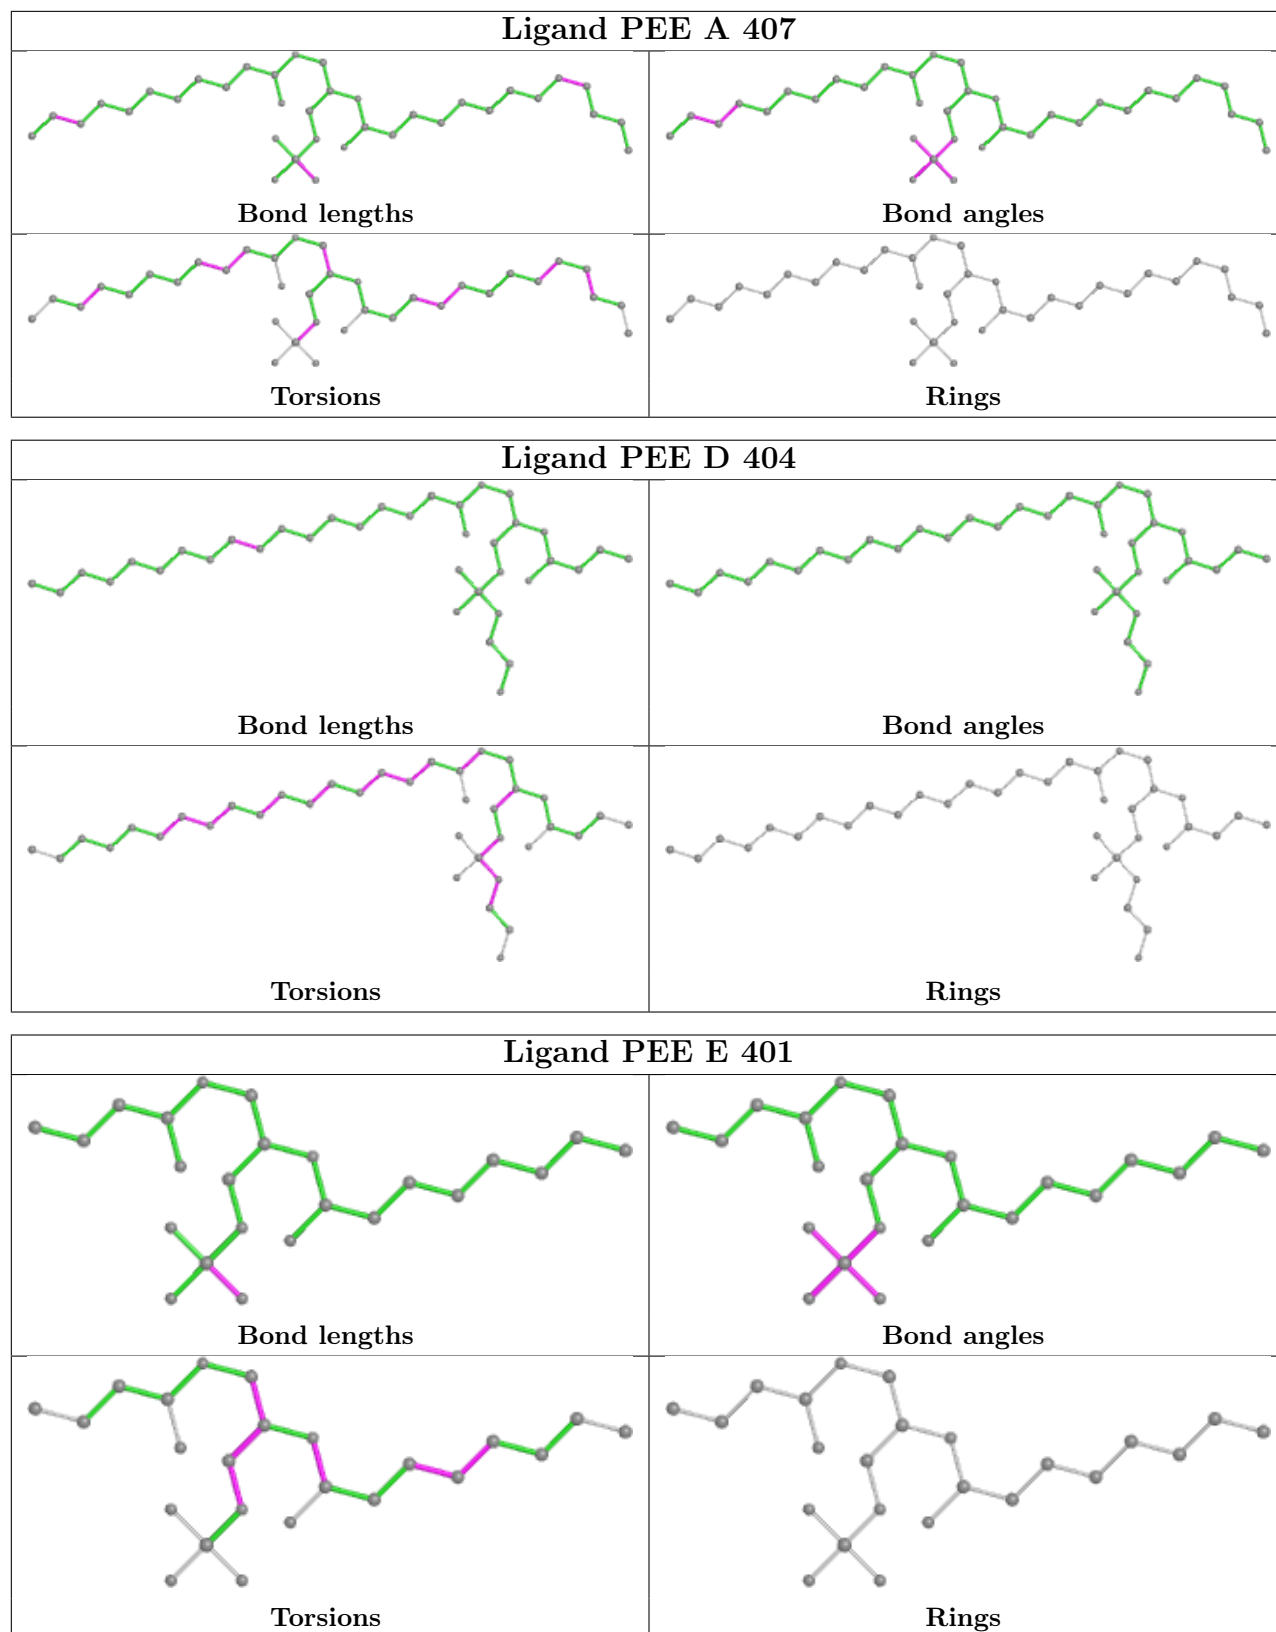 Ligand PEE A 407
Bond lengths
Bond angles
Torsions
Rings
Ligand PEE D 404
Bond lengths
Bond angles
Torsions
Rings
Ligand PEE E 401
Bond lengths
Bond angles
Torsions
Rings